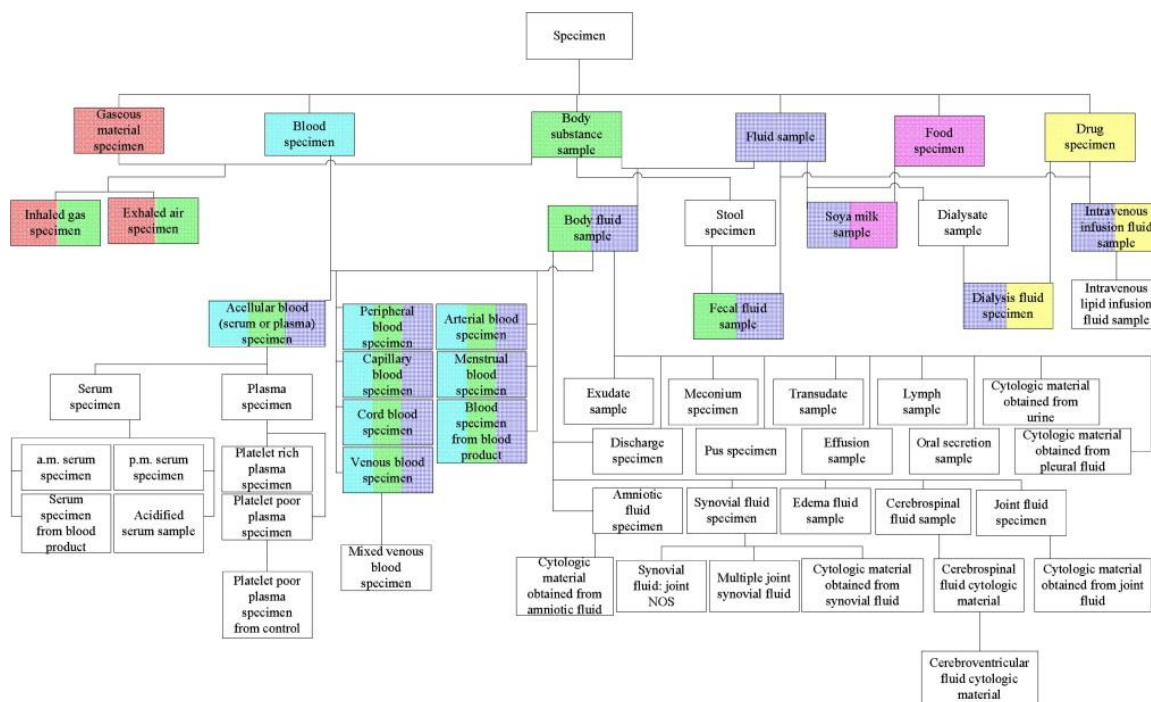 Specimen
Gaseous
material
specimen
Blood
specimen
Body
substance
sample
Fluid sample
Food
specimen
Drug
specimen
Inhaled gas
specimen
Exhaled air
specimen
Body fluid
sample
Stool
specimen
Soya milk
sample
Dialysate
sample
Intravenous
infusion fluid
sample
Acellular blood
(serum or plasma)
specimen
Peripheral
blood
specimen
Arterial blood
specimen
Fecal fluid
sample
Dialysis fluid
specimen
Intravenous
lipid infusion
fluid sample
Capillary
blood
specimen
Menstrual
blood
specimen
Serum
specimen
Plasma
specimen
Cord blood
specimen
Blood
specimen
from blood
product
Venous blood
specimen
Exudate
sample
Meconium
specimen
Transudate
sample
Lymph
sample
Cytologic material
obtained from
urine
Discharge
specimen
Pus specimen
Effusion
sample
Oral secretion
sample
Cytologic material
obtained from
pleural fluid
a.m. serum
specimen
p.m. serum
specimen
Platelet rich
plasma
specimen
Serum
specimen
from blood
product
Acidified
serum sample
Platelet poor
plasma
specimen
Amniotic
fluid
specimen
Synovial fluid
specimen
Edema fluid
sample
Cerebrospinal
fluid sample
Joint fluid
specimen
Mixed venous
blood
specimen
Platelet poor
plasma
specimen
from control
Cytologic
material
obtained from
amniotic fluid
Synovial
fluid: joint
NOS
Multiple joint
synovial fluid
Cytologic material
obtained from
synovial fluid
Cerebrospinal
fluid cytologic
material
Cytologic
material obtained
from joint
fluid
Cerebroventricular
fluid cytologic
material